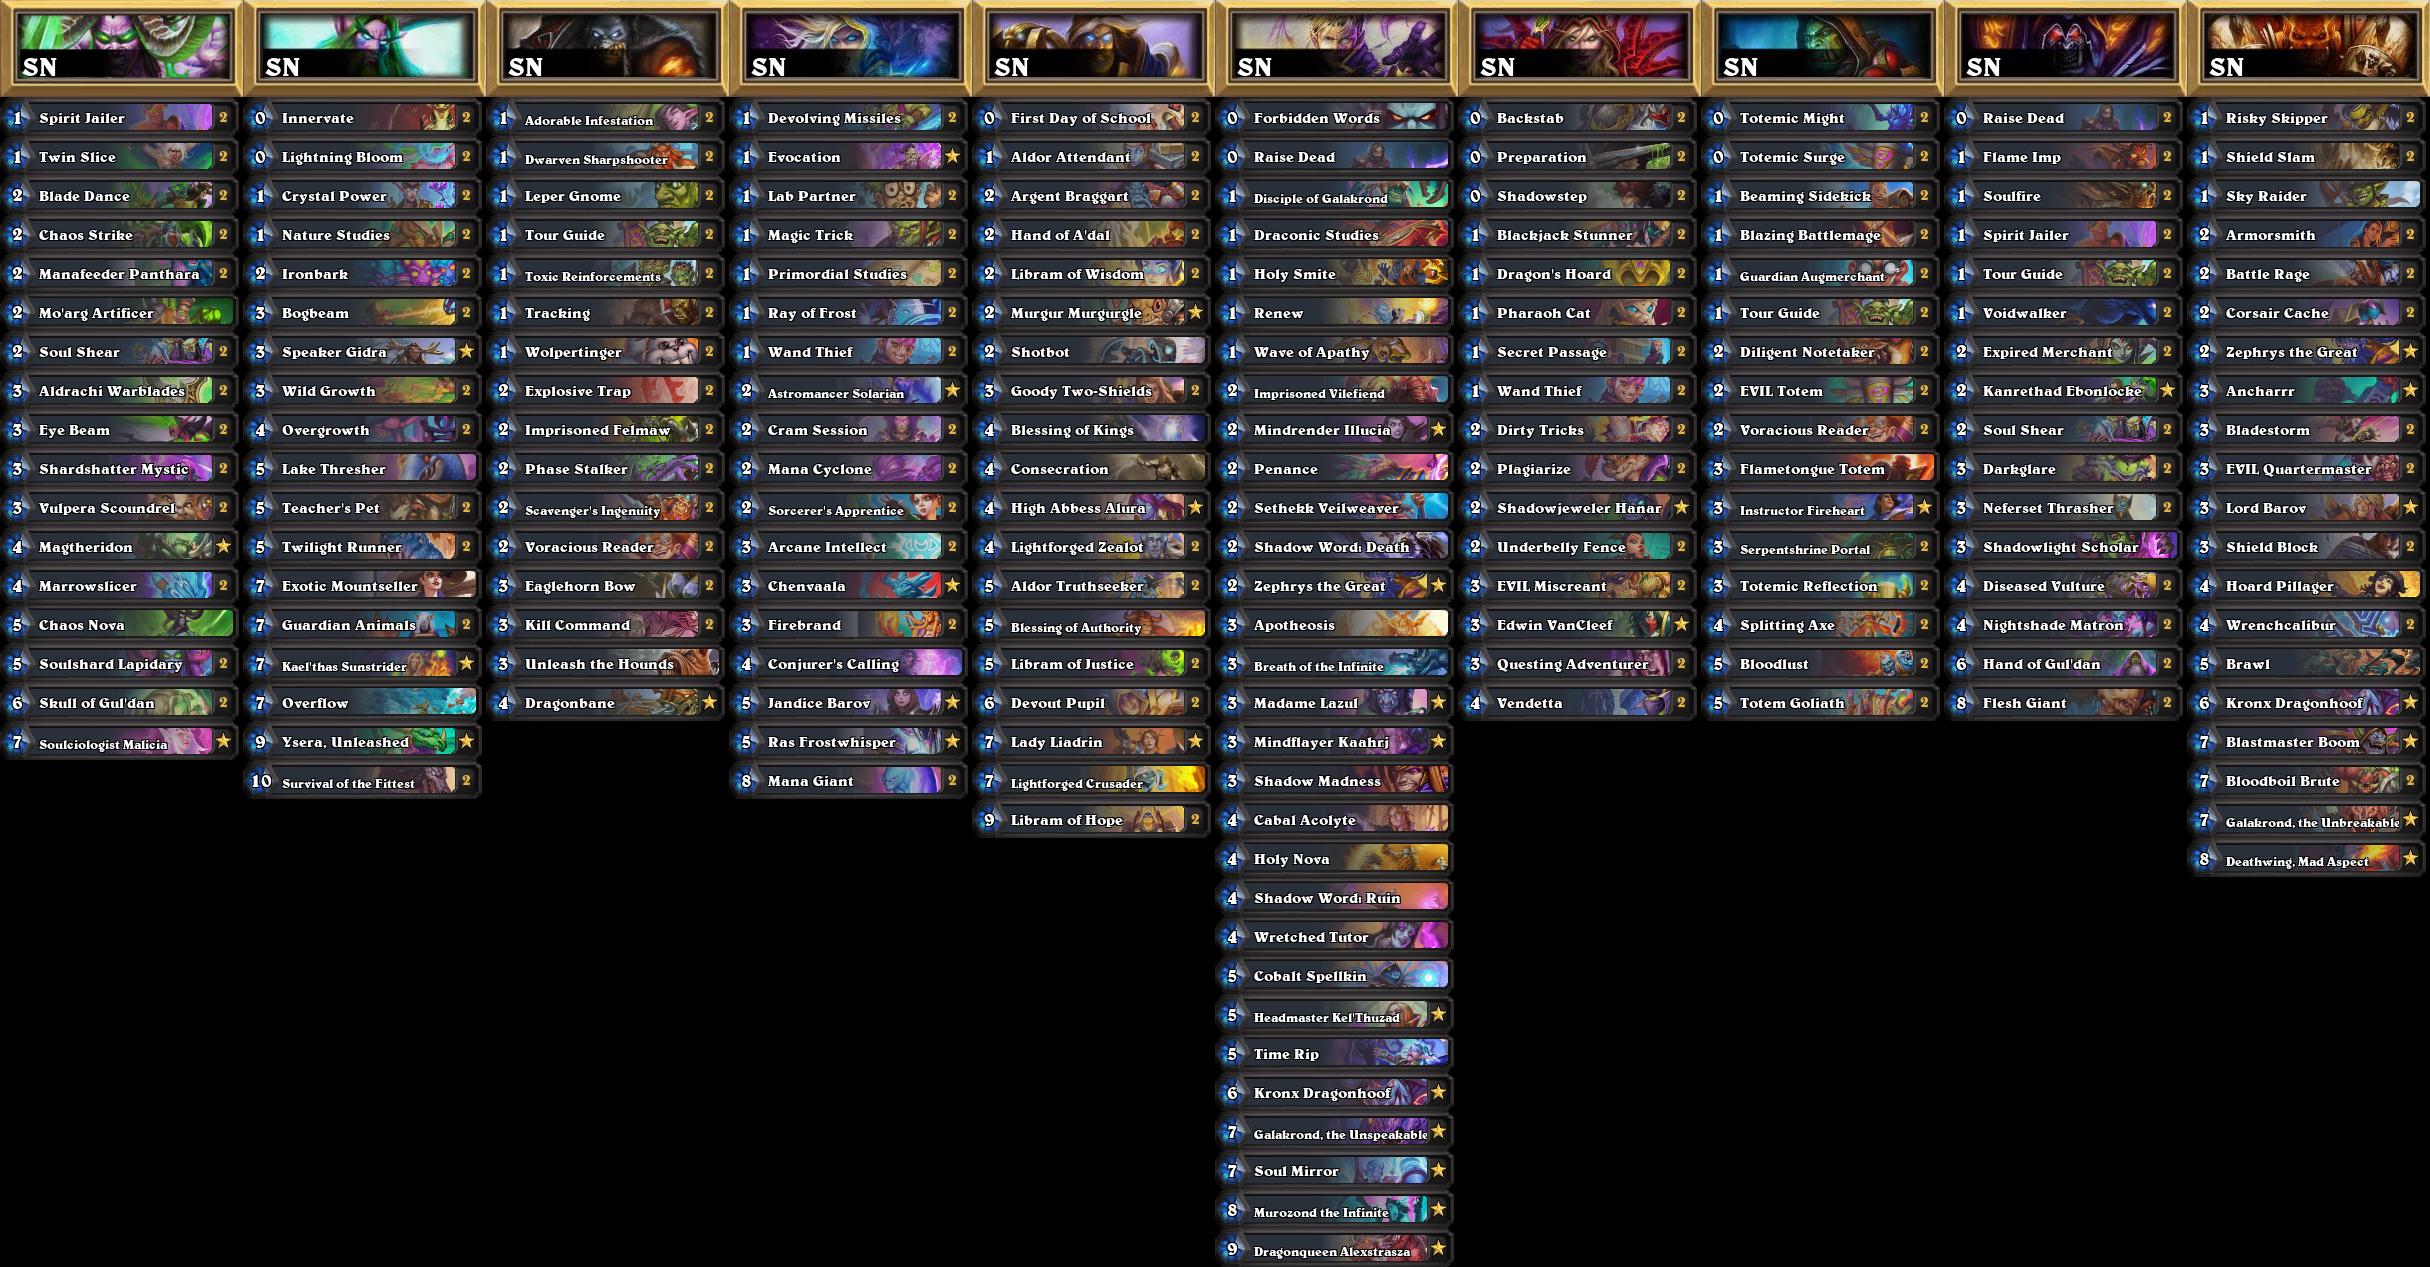 SN
1 Spirit Jailer 2
1 Twin Slice 2
2 Blade Dance 2
2 Chaos Strike 2
2 Manafeeder Panthara 2
2 Mo'arg Artificer
2 Soul Shear 2
3 Aldrachi Warblades 2
3 Eye Beam 2
3 Shardshatter Mystic 2
3 Vulpera Scoundrel 2
4 Magtheridon
4 Marrowslicer 2
5 Chaos Nova
5 Soulshard Lapidary 2
6 Skull of Gul'dan 2
7 Soulciologist Malicia
SN
0 Innervate 2
0 Lightning Bloom 2
1 Crystal Power 2
1 Nature Studies 2
2 Ironbark 2
3 Bogbeam 2
3 Speaker Gidra
3 Wild Growth 2
4 Overgrowth 2
5 Lake Thresher
5 Teacher's Pet 2
5 Twilight Runner 2
7 Exotic Mountseller
7 Guardian Animals 2
7 Kael'thas Sunstrider
7 Overflow
9 Ysera, Unleashed
10 Survival of the Fittest 2
SN
1 Adorable Infestation 2
1 Dwarven Sharpshooter 2
1 Leper Gnome 2
1 Tour Guide 2
1 Toxic Reinforcements 2
1 Tracking 2
1 Wolpertinger 2
2 Explosive Trap 2
2 Imprisoned Felmaw 2
2 Phase Stalker 2
2 Scavenger's Ingenuity 2
2 Voracious Reader 2
3 Eaglehorn Bow 2
3 Kill Command 2
3 Unleash the Hounds
4 Dragonbane
SN
1 Devolving Missiles 2
1 Evocation
1 Lab Partner 2
1 Magic Trick 2
1 Primordial Studies 2
1 Ray of Frost 2
1 Wand Thief 2
2 Astromancer Solarian
2 Cram Session 2
2 Mana Cyclone 2
2 Sorcerer's Apprentice 2
3 Arcane Intellect 2
3 Chenvaala
3 Firebrand 2
4 Conjurer's Calling
5 Jandice Barov
5 Ras Frostwhisper
8 Mana Giant 2
SN
0 First Day of School 2
1 Aldor Attendant 2
2 Argent Braggart 2
2 Hand of A'dal 2
2 Libram of Wisdom 2
2 Murgur Murgurgle
2 Shotbot
3 Goody Two-Shields 2
4 Blessing of Kings
4 Consecration
4 High Abbess Alura
4 Lightforged Zealot 2
5 Aldor Truthseeker 2
5 Blessing of Authority
5 Libram of Justice 2
6 Devout Pupil 2
7 Lady Liadrin
7 Lightforged Crusader
9 Libram of Hope 2
SN
0 Forbidden Words
0 Raise Dead
1 Disciple of Galakrond
1 Draconic Studies
1 Holy Smite
1 Renew
1 Wave of Apathy
2 Imprisoned Vilefiend
2 Mindrender Illucia
2 Penance
2 Sethekk Veilweaver
2 Shadow Word: Death
2 Zephrys the Great
3 Apotheosis
3 Breath of the Infinite
3 Madame Lazul
3 Mindflayer Kaahrj
3 Shadow Madness
4 Cabal Acolyte
4 Holy Nova
4 Shadow Word: Ruin
4 Wretched Tutor
5 Cobalt Spellkin
5 Headmaster Kel'Thuzad
5 Time Rip
6 Kronx Dragonhoof
7 Galakrond, the Unspeakable
7 Soul Mirror
8 Murozond the Infinite
9 Dragonqueen Alexstrasza
SN
0 Backstab 2
0 Preparation 2
0 Shadowstep 2
1 Blackjack Stunner 2
1 Dragon's Hoard 2
1 Pharaoh Cat 2
1 Secret Passage 2
1 Wand Thief 2
2 Dirty Tricks 2
2 Plagiarize 2
2 Shadowjeweler Hanar
2 Underbelly Fence 2
3 EVIL Miscreant 2
3 Edwin VanCleef
3 Questing Adventurer 2
4 Vendetta 2
SN
0 Totemic Might 2
0 Totemic Surge 2
1 Beaming Sidekick 2
1 Blazing Battlemage 2
1 Guardian Augmerchant 2
1 Tour Guide 2
2 Diligent Notetaker 2
2 EVIL Totem 2
2 Voracious Reader 2
3 Flametongue Totem
3 Instructor Fireheart
3 Serpentshrine Portal 2
3 Totemic Reflection 2
4 Splitting Axe 2
5 Bloodlust 2
5 Totem Goliath 2
SN
0 Raise Dead 2
1 Flame Imp 2
1 Soulfire 2
1 Spirit Jailer 2
1 Tour Guide 2
1 Voidwalker 2
2 Expired Merchant 2
2 Kanrethad Ebonlocke
2 Soul Shear 2
3 Darkglare 2
3 Neferset Thrasher 2
3 Shadowlight Scholar
4 Diseased Vulture 2
4 Nightshade Matron 2
6 Hand of Gul'dan 2
8 Flesh Giant 2
SN
1 Risky Skipper 2
1 Shield Slam 2
1 Sky Raider
2 Armorsmith 2
2 Battle Rage 2
2 Corsair Cache 2
2 Zephrys the Great
3 Ancharrr
3 Bladestorm 2
3 EVIL Quartermaster 2
3 Lord Barov
3 Shield Block 2
4 Hoard Pillager
4 Wrenchcalibur 2
5 Brawl
6 Kronx Dragonhoof
7 Blastmaster Boom
7 Bloodboil Brute 2
7 Galakrond, the Unbreakable
8 Deathwing, Mad Aspect